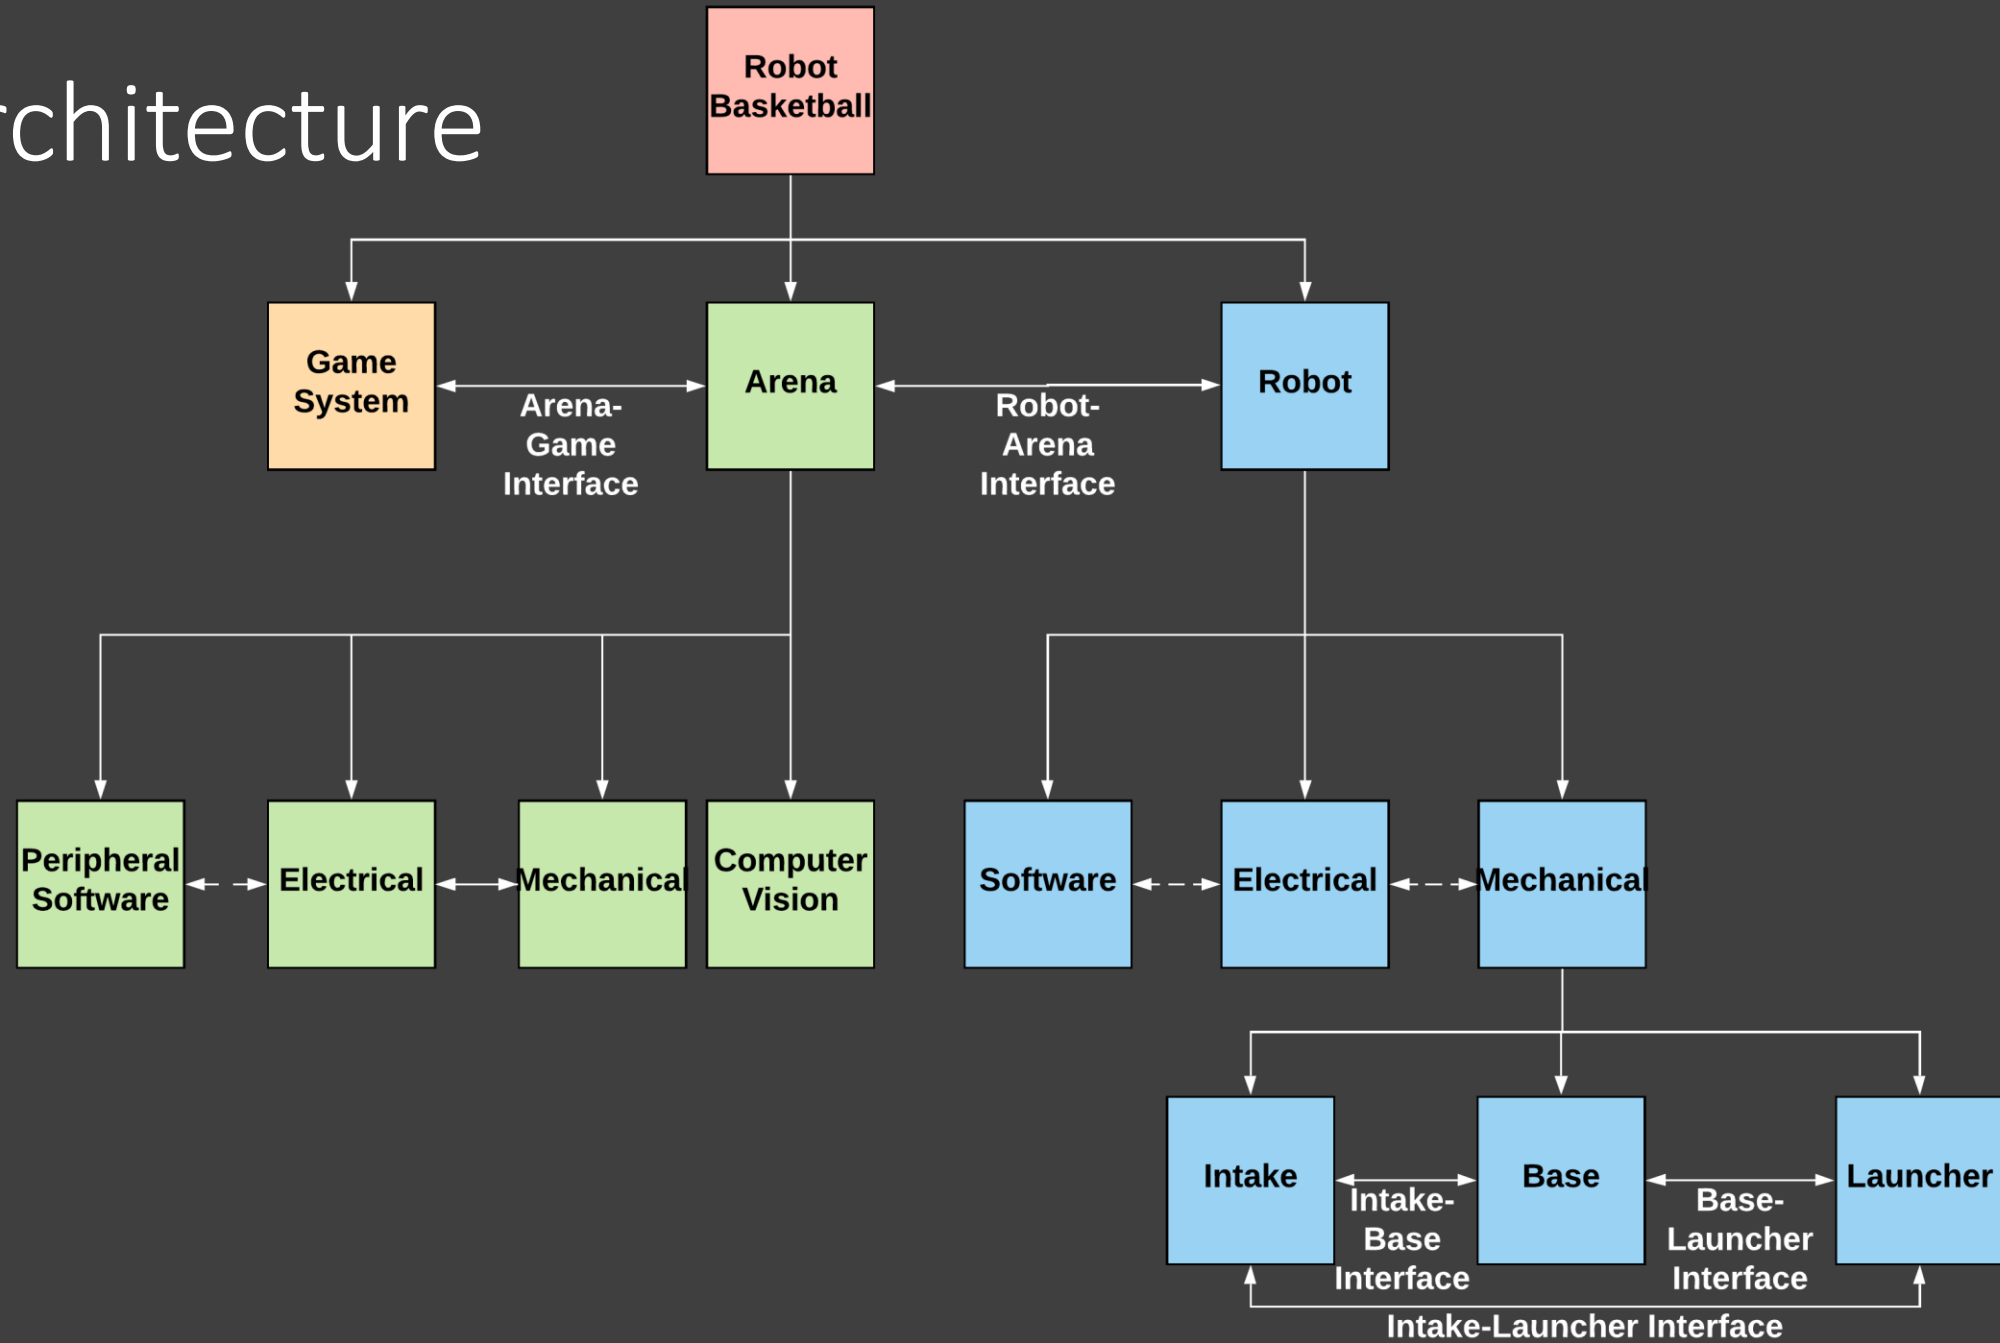 rchitecture
Robot
Basketball
Game
System
Arena-
Game
Interface
Arena
Robot-
Arena
Interface
Robot
Peripheral
Software
Electrical
Mechanical
Computer
Vision
Software
Electrical
Mechanical
Intake
Intake-
Base
Interface
Base
Base-
Launcher
Interface
Launcher
Intake-Launcher Interface